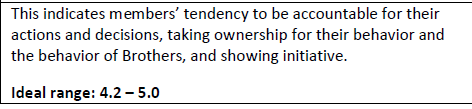 This indicates members’ tendency to be accountable for their
actions and decisions, taking ownership for their behavior and
the behavior of Brothers, and showing initiative.
Ideal range: 4.2 – 5.0